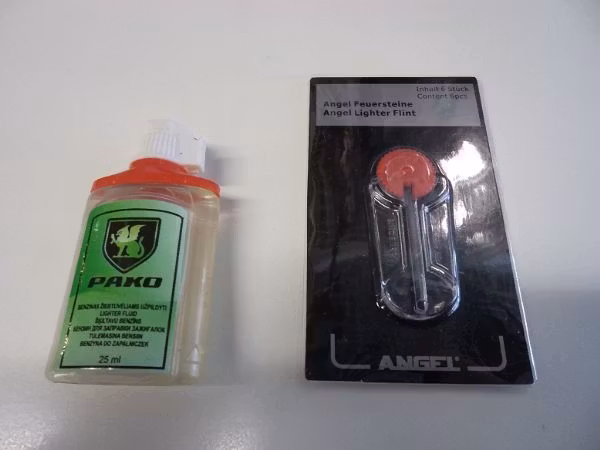 PAKO
BENZINAS ŽIEBTUVĖLIAMS UŽPILDYTI
LIGHTER FLUID
ŠĶILTAVU BENZĪNS
БЕНЗИН ДЛЯ ЗАПРАВКИ ЗАЖИГАЛОК
TULEMASINA BENSIIN
BENZYNA DO ZAPALNICZEK
25 ml
Inhalt 6 Stück
Content 6pcs.
Angel Feuersteine
Angel Lighter Flint
ANGEL®